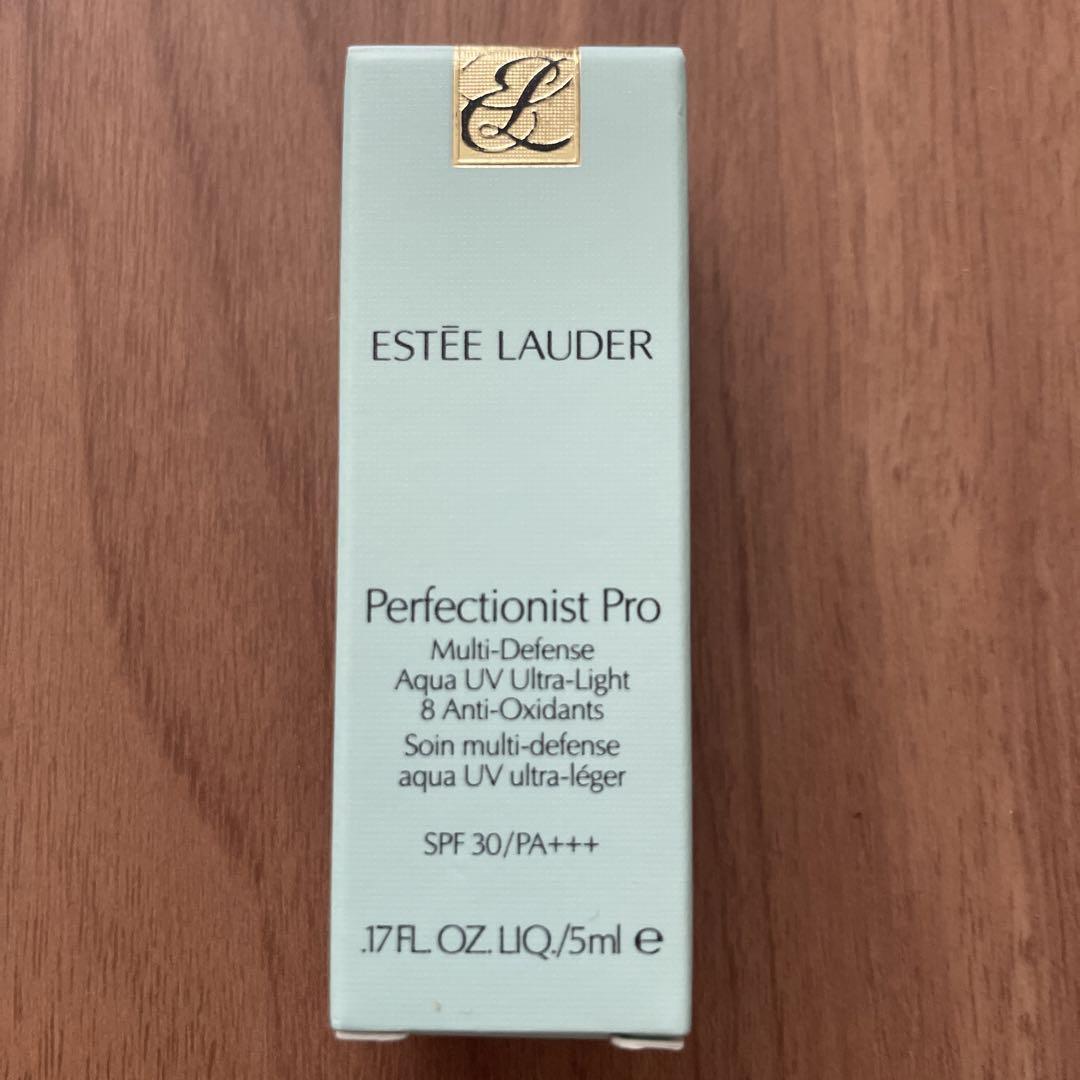 EL
ESTĒE LAUDER
Perfectionist Pro
Multi-Defense
Aqua UV Ultra-Light
8 Anti-Oxidants
Soin multi-defense
aqua UV ultra-léger
SPF 30/PA+++
.17 FL. OZ. LIQ./5ml e